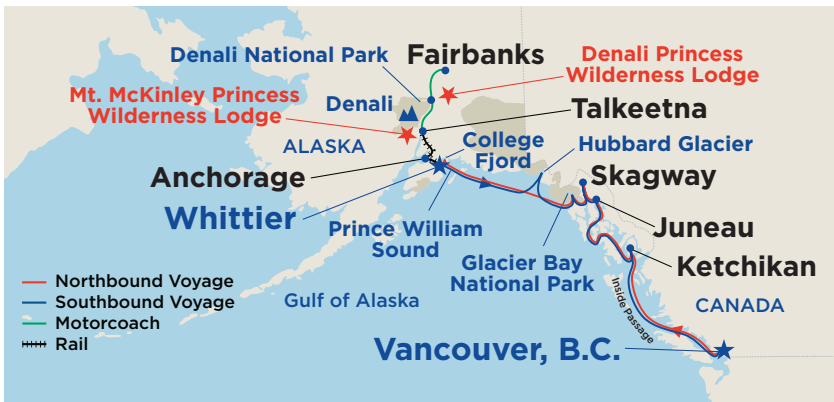 Fairbanks
Denali National Park
Denali Princess
Wilderness Lodge
Mt. McKinley Princess
Wilderness Lodge
Denali
Talkeetna
ALASKA
College
Fjord
Hubbard Glacier
Anchorage
Skagway
Whittier
Prince William
Sound
Juneau
Glacier Bay
National Park
Ketchikan
Northbound Voyage
Southbound Voyage
Motorcoach
Rail
Gulf of Alaska
Inside Passage
CANADA
Vancouver, B.C.